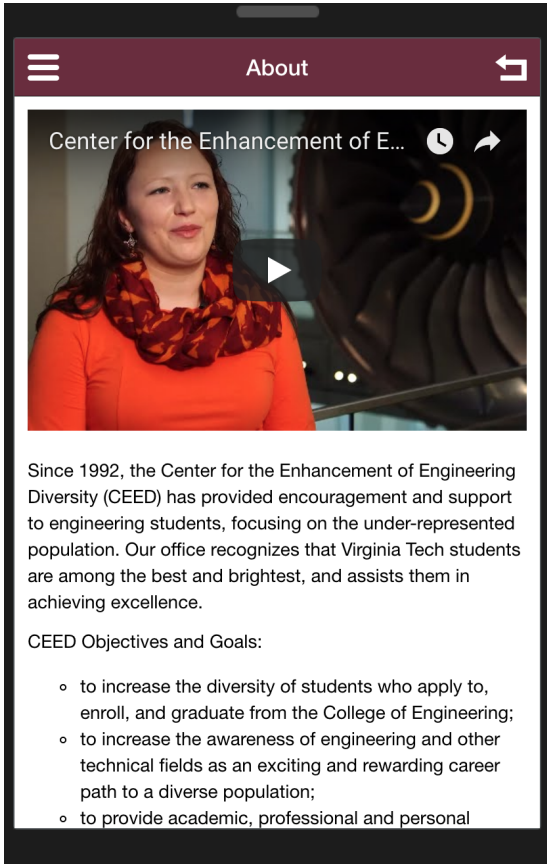 About
Center for the Enhancement of E...
Since 1992, the Center for the Enhancement of Engineering
Diversity (CEED) has provided encouragement and support
to engineering students, focusing on the under-represented
population. Our office recognizes that Virginia Tech students
are among the best and brightest, and assists them in
achieving excellence.
CEED Objectives and Goals:
to increase the diversity of students who apply to,
enroll, and graduate from the College of Engineering;
to increase the awareness of engineering and other
technical fields as an exciting and rewarding career
path to a diverse population;
to provide academic, professional and personal